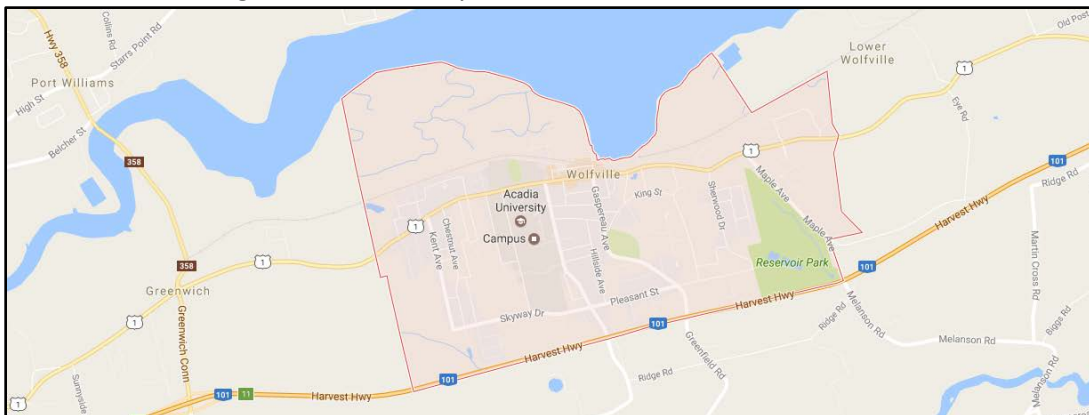 Collins Rd
Hwy 358
Starrs Point Rd
Port Williams
High St
Belcher St
358
358
Greenwich
1
1
Greenwich Conn
Sunnyside
1
101
11
Harvest Hwy
101
Harvest Hwy
101
Harvest Hwy
101
Harvest Hwy
101
1
Chestnut Ave
Kent Ave
Acadia
University
Campus
Wolfville
Gaspereau Ave
Hillside Ave
King St
Sherwood Dr
1
Maple Ave
Maple Ave
Reservoir Park
Skyway Dr
Pleasant St
Greenfield Rd
Ridge Rd
Ridge Rd
Melanson Rd
Melanson Rd
Melanson Rd
Biggs Rd
Martin Cross Rd
Ridge Rd
Lower
Wolfville
1
Eye Rd
Old Post